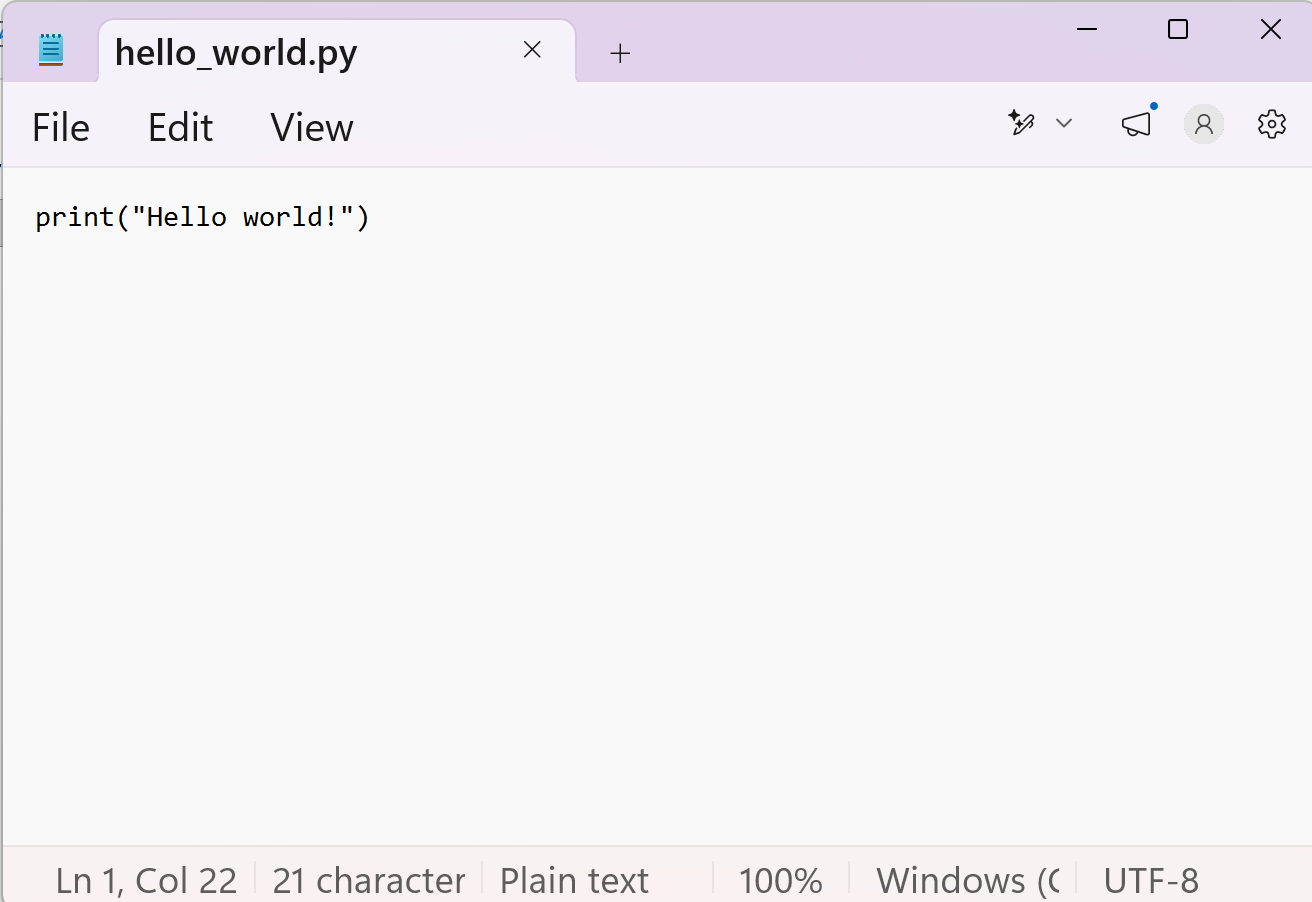 hello_world.py
File Edit View
print("Hello world!")
Ln 1, Col 22 21 character Plain text 100% Windows (C UTF-8